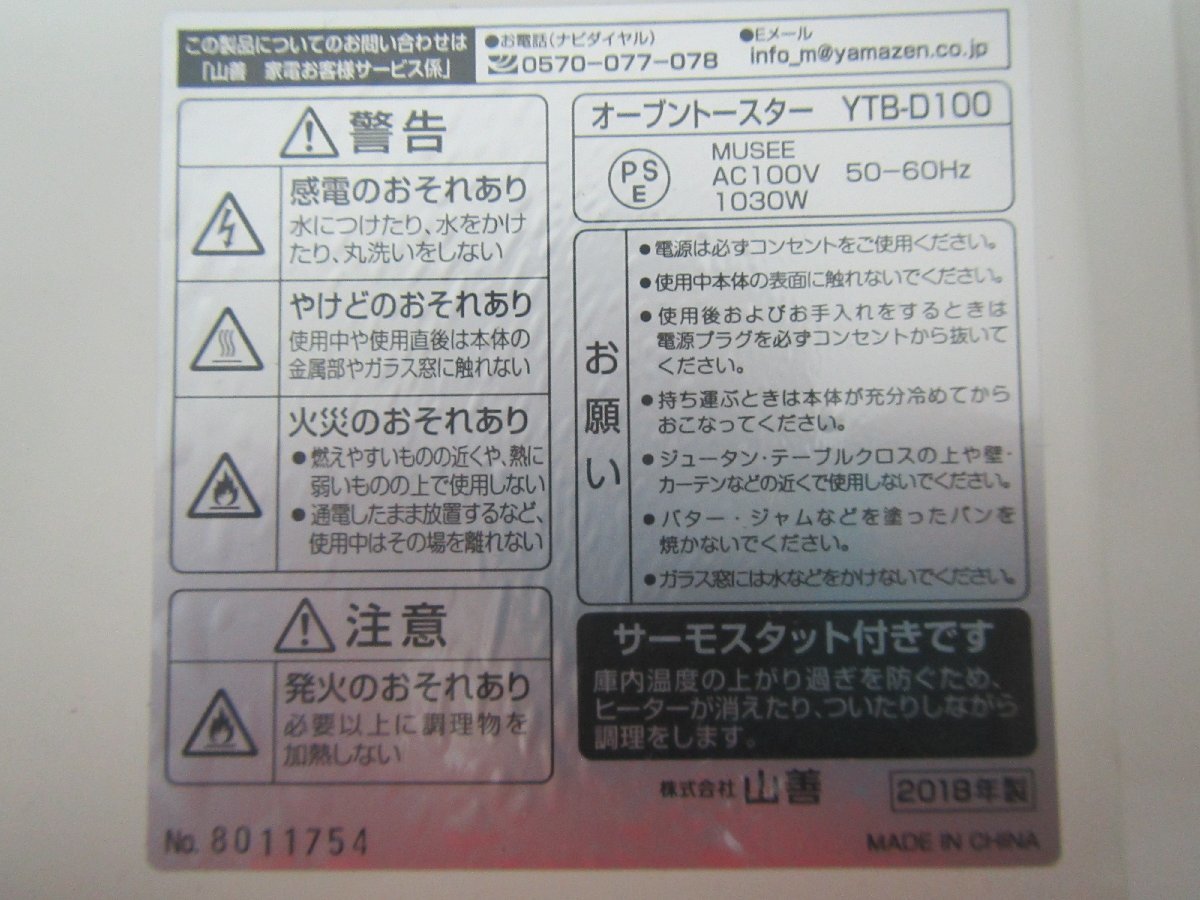 この製品についてのお問い合わせは
「山善 家電お客様サービス係」
●お電話(ナビダイヤル)
0570-077-078
●Eメール
info_m@yamazen.co.jp
警告
感電のおそれあり
水につけたり、水をかけ
たり、丸洗いをしない
やけどのおそれあり
使用中や使用直後は本体の
金属部やガラス窓に触れない
火災のおそれあり
●燃えやすいものの近くや、熱に
弱いものの上で使用しない
●通電したまま放置するなど、
使用中はその場を離れない
注意
発火のおそれあり
必要以上に調理物を
加熱しない
No. 8011754
オーブントースター YTB-D100
PS
E
MUSEE
AC100V 50-60Hz
1030W
お願い
●電源は必ずコンセントをご使用ください。
●使用中本体の表面に触れないでください。
●使用後およびお手入れをするときは
電源プラグを必ずコンセントから抜いて
ください。
●持ち運ぶときは本体が充分冷めてから
おこなってください。
●ジュータン・テーブルクロスの上や壁・
カーテンなどの近くで使用しないでください。
●バター・ジャムなどを塗ったパンを
焼かないでください。
●ガラス窓には水などをかけないでください。
サーモスタット付きです
庫内温度の上がり過ぎを防ぐため、
ヒーターが消えたり、ついたりしながら
調理をします。
株式会社 山善
2018年製
MADE IN CHINA